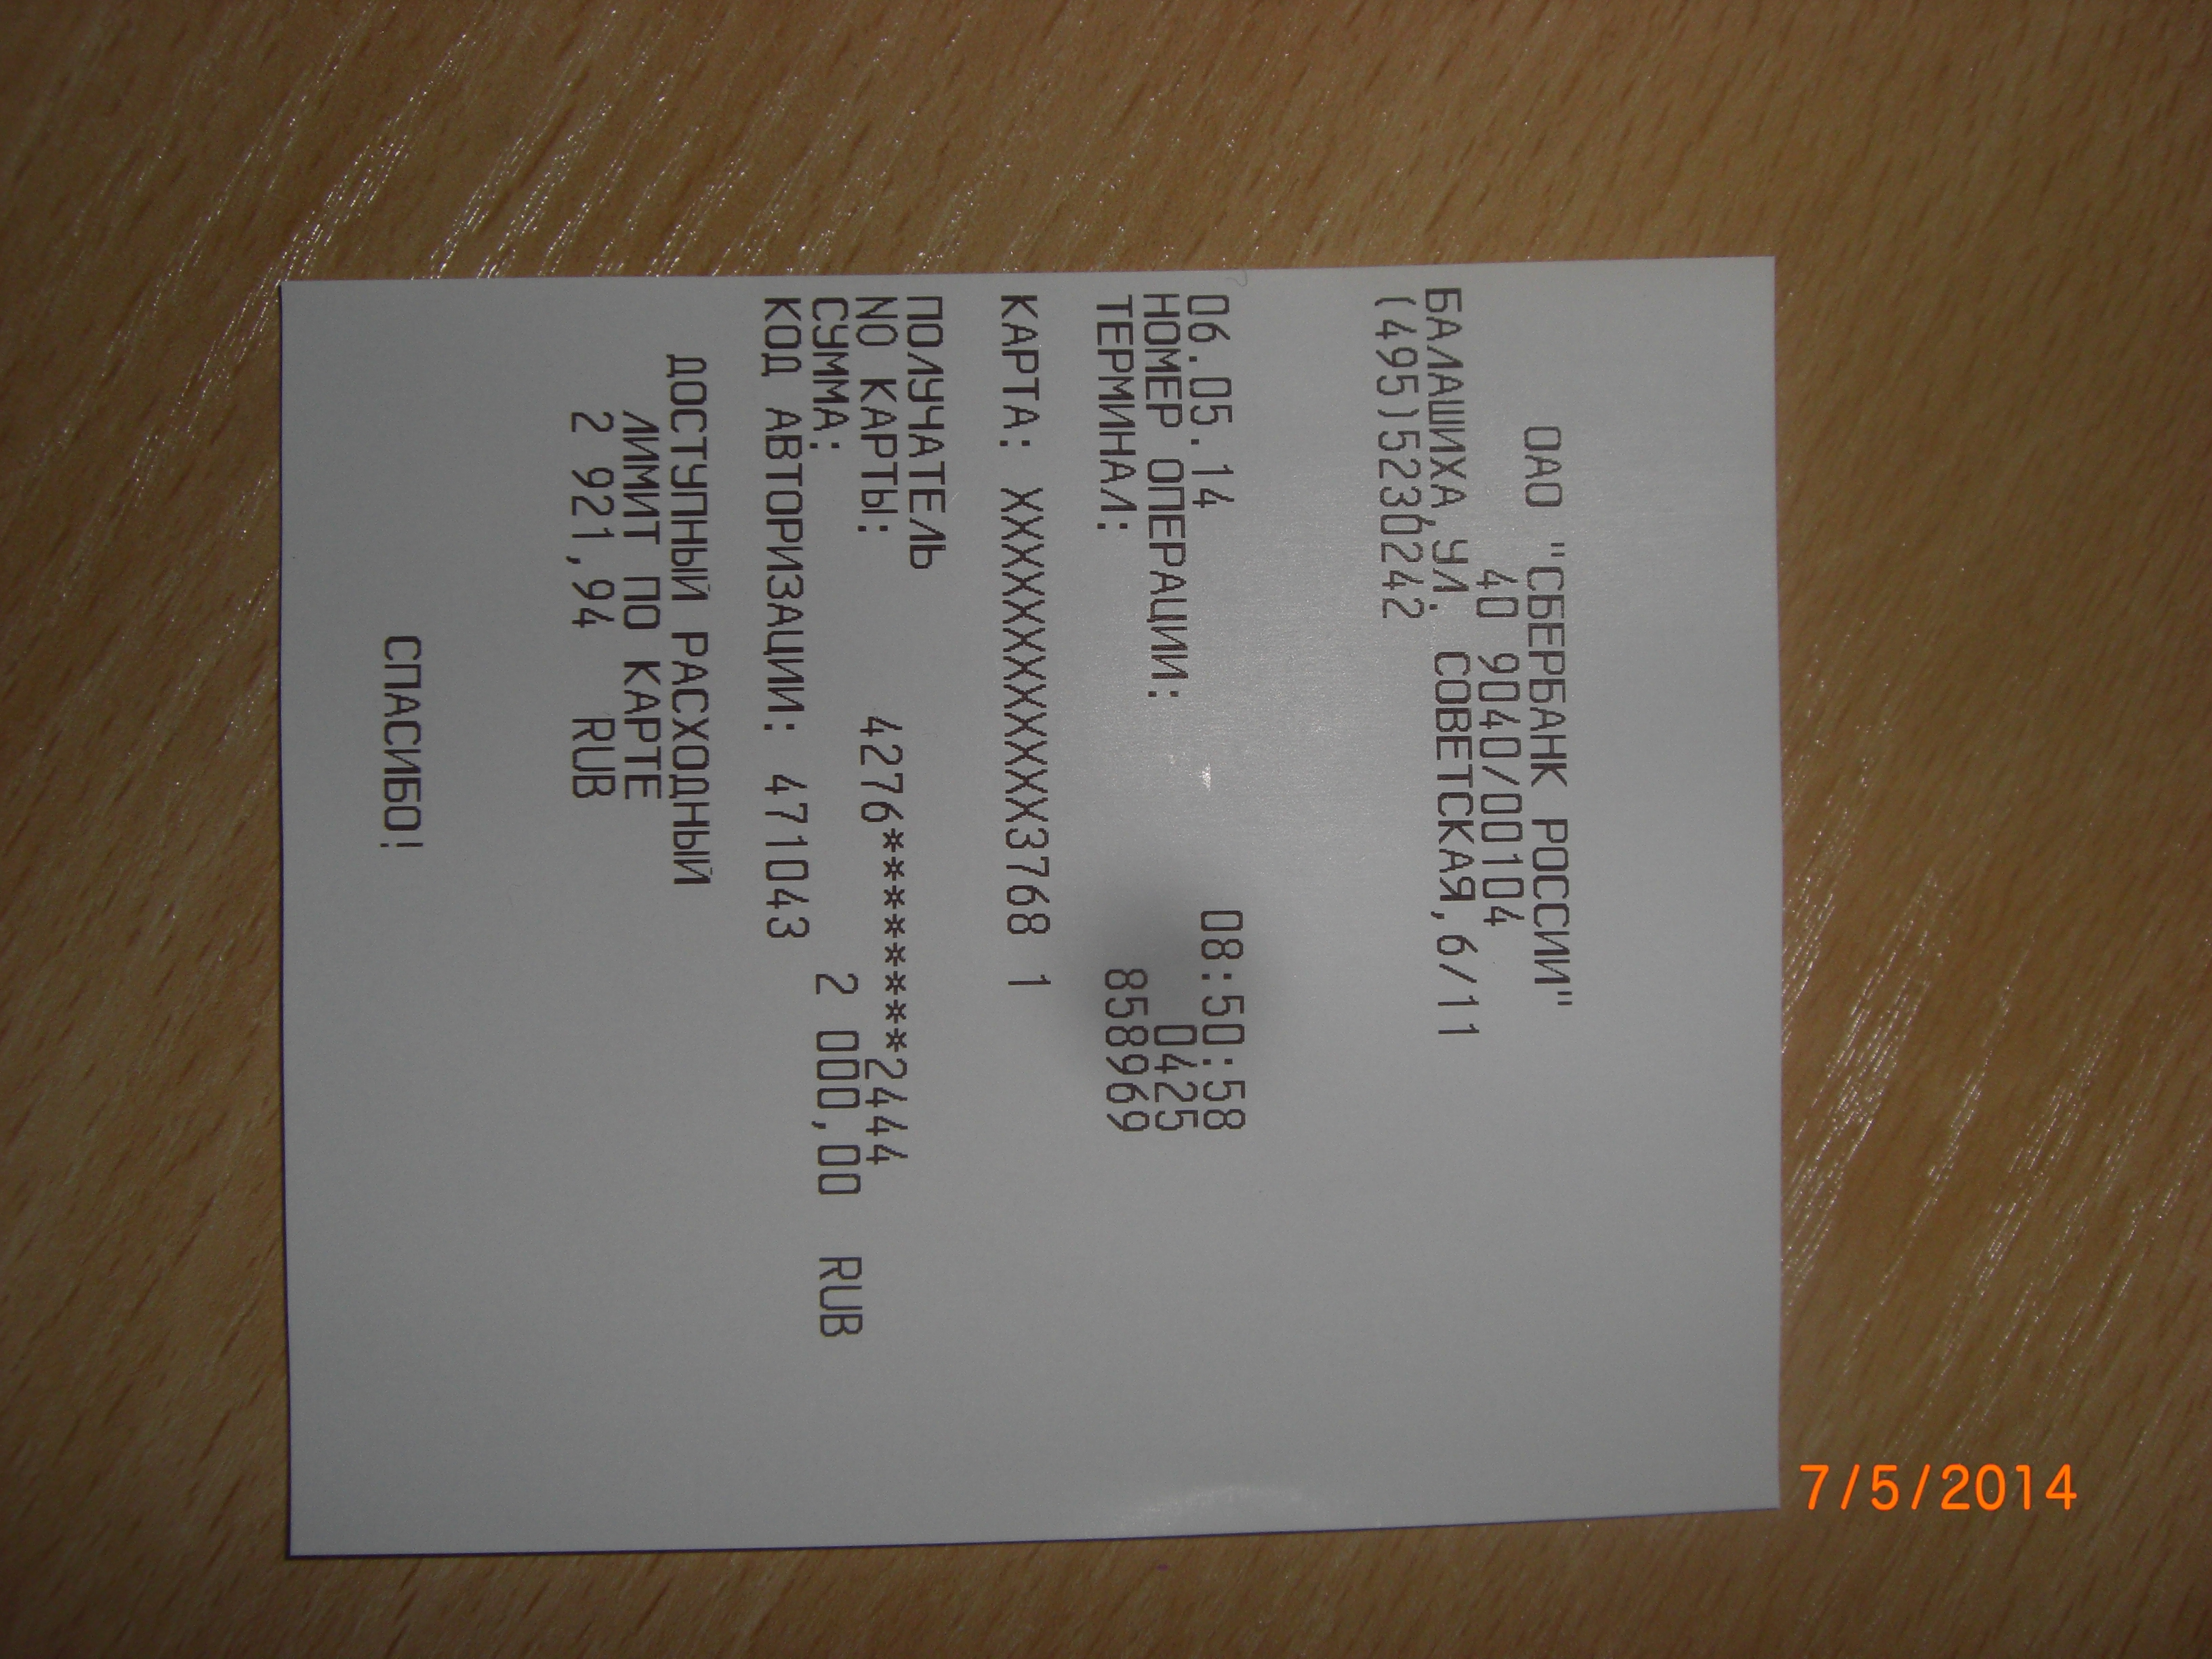 ОАО "СБЕРБАНК РОССИИ"
40 9040/001104
БАЛАШИХА,УЛ. СОВЕТСКАЯ,6/11
(495)5230242
06.05.14 08:50:58
НОМЕР ОПЕРАЦИИ: 0425
ТЕРМИНАЛ: 858969
КАРТА: XXXXXXXXXXXX3768 1
ПОЛУЧАТЕЛЬ
NO КАРТЫ: 4276********2444
СУММА: 2 000,00 RUB
КОД АВТОРИЗАЦИИ: 471043
ДОСТУПНЫЙ РАСХОДНЫЙ
ЛИМИТ ПО КАРТЕ
2 921,94 RUB
СПАСИБО!
7/5/2014